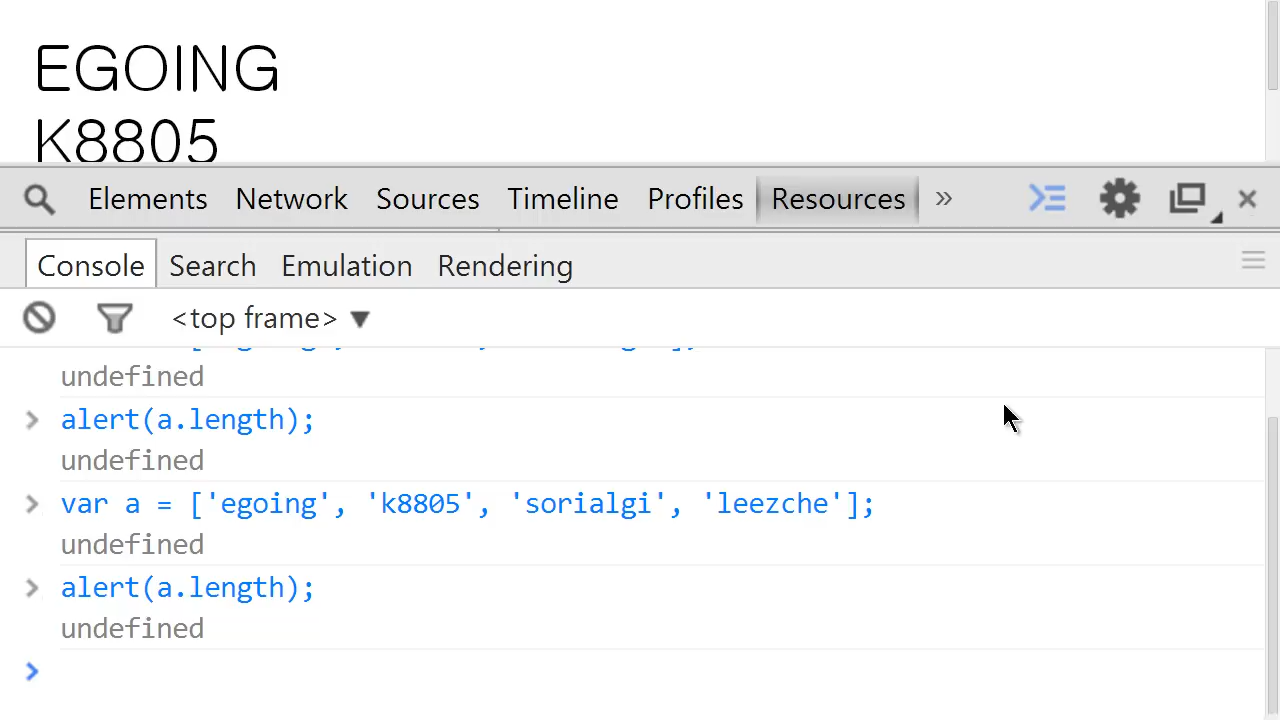 EGOING
K8805
Elements Network Sources Timeline Profiles Resources »
Console Search Emulation Rendering
<top frame> ▼
undefined
> alert(a.length);
undefined
> var a = ['egoing', 'k8805', 'sorialgi', 'leezche'];
undefined
> alert(a.length);
undefined
>